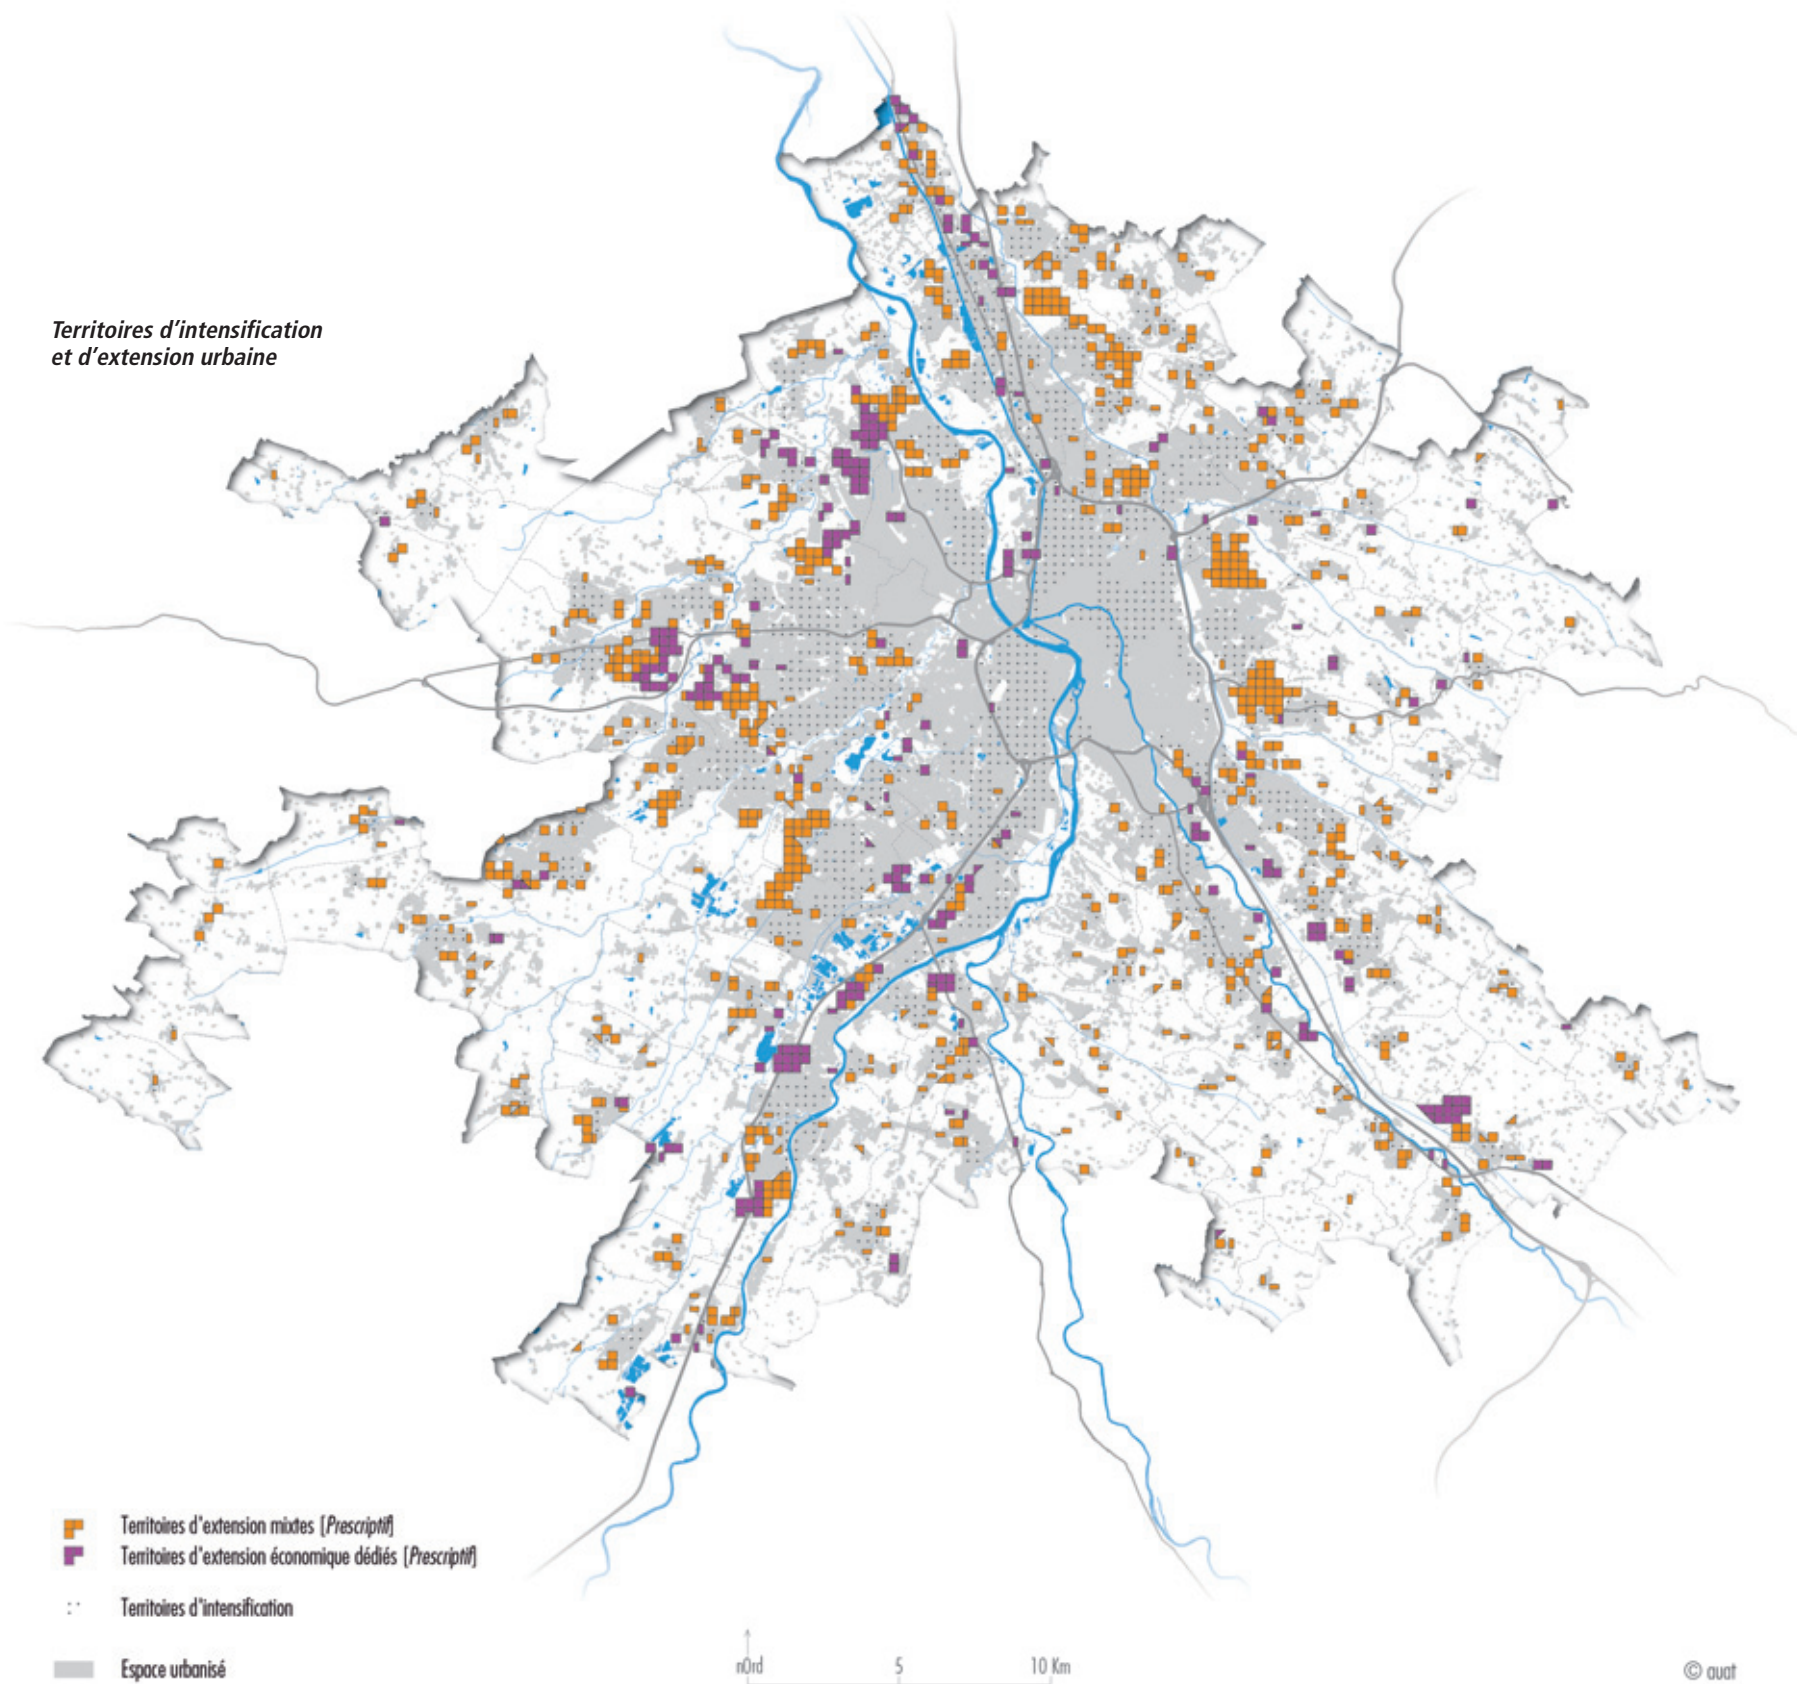 Territoires d'intensification
et d'extension urbaine
Territoires d'extension mixtes (Prescriptif)
Territoires d'extension économique dédiés (Prescriptif)
Territoires d'intensification
Espace urbanisé
nOrd 5 10 Km
© auat